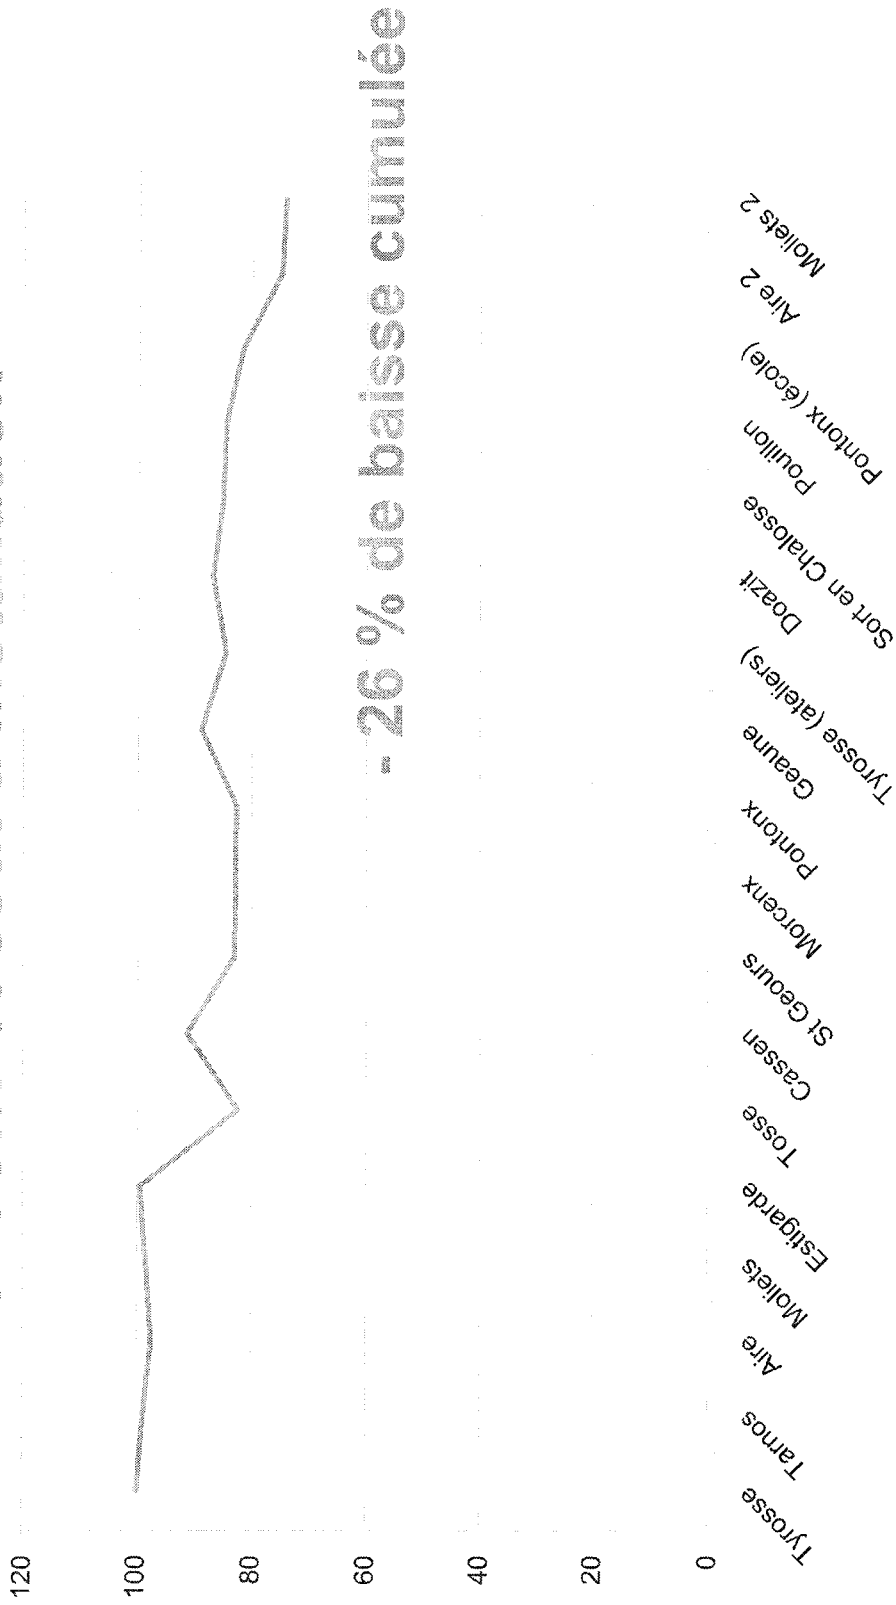 120
100
80
60
40
20
0
- 26 % de baisse cumulée
Tyrosse
Tarnos
Aire
Moliets
Estigarde
Tosse
Cassen
St Geours
Morcenx
Pontonx
Geaune
Tyrosse (ateliers)
Doazit
Sort en Chalosse
Pouillon
Pontonx (école)
Aire 2
Moliets 2